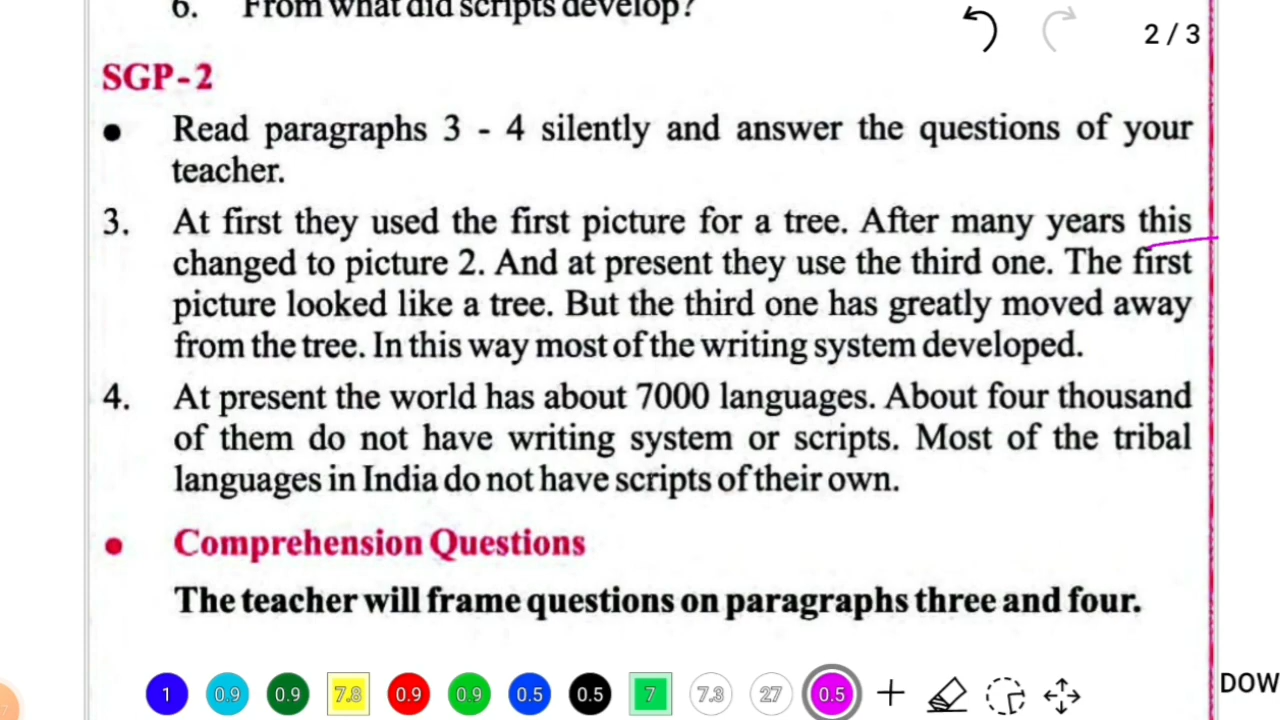 6. From what did scripts develop?
2 / 3
SGP - 2
● Read paragraphs 3 - 4 silently and answer the questions of your
teacher.
3. At first they used the first picture for a tree. After many years this
changed to picture 2. And at present they use the third one. The first
picture looked like a tree. But the third one has greatly moved away
from the tree. In this way most of the writing system developed.
4. At present the world has about 7000 languages. About four thousand
of them do not have writing system or scripts. Most of the tribal
languages in India do not have scripts of their own.
● Comprehension Questions
The teacher will frame questions on paragraphs three and four.
1 0.9 0.9 7.8 0.9 0.9 0.5 0.5 7 7.3 27 0.5
DOW